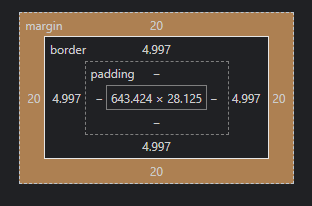 margin 20
border 4.997
padding –
20 4.997 – 643.424 × 28.125 – 4.997 20
–
4.997
20